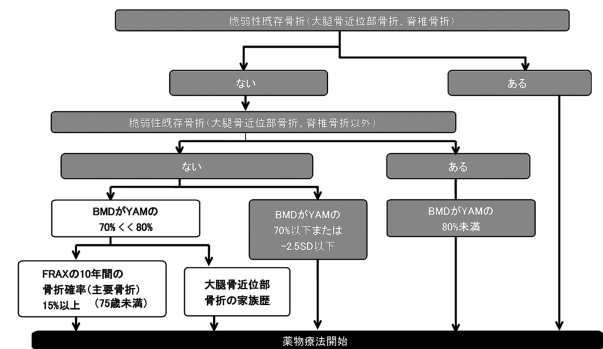 脆弱性既存骨折(大腿骨近位部骨折、脊椎骨折)
ない
ある
脆弱性既存骨折(大腿骨近位部骨折、脊椎骨折以外)
ない
ある
BMDがYAMの
70%<<80%
BMDがYAMの
70%以下または
-2.5SD以下
BMDがYAMの
80%未満
FRAXの10年間の
骨折確率(主要骨折)
15%以上 (75歳未満)
大腿骨近位部
骨折の家族歴
薬物療法開始